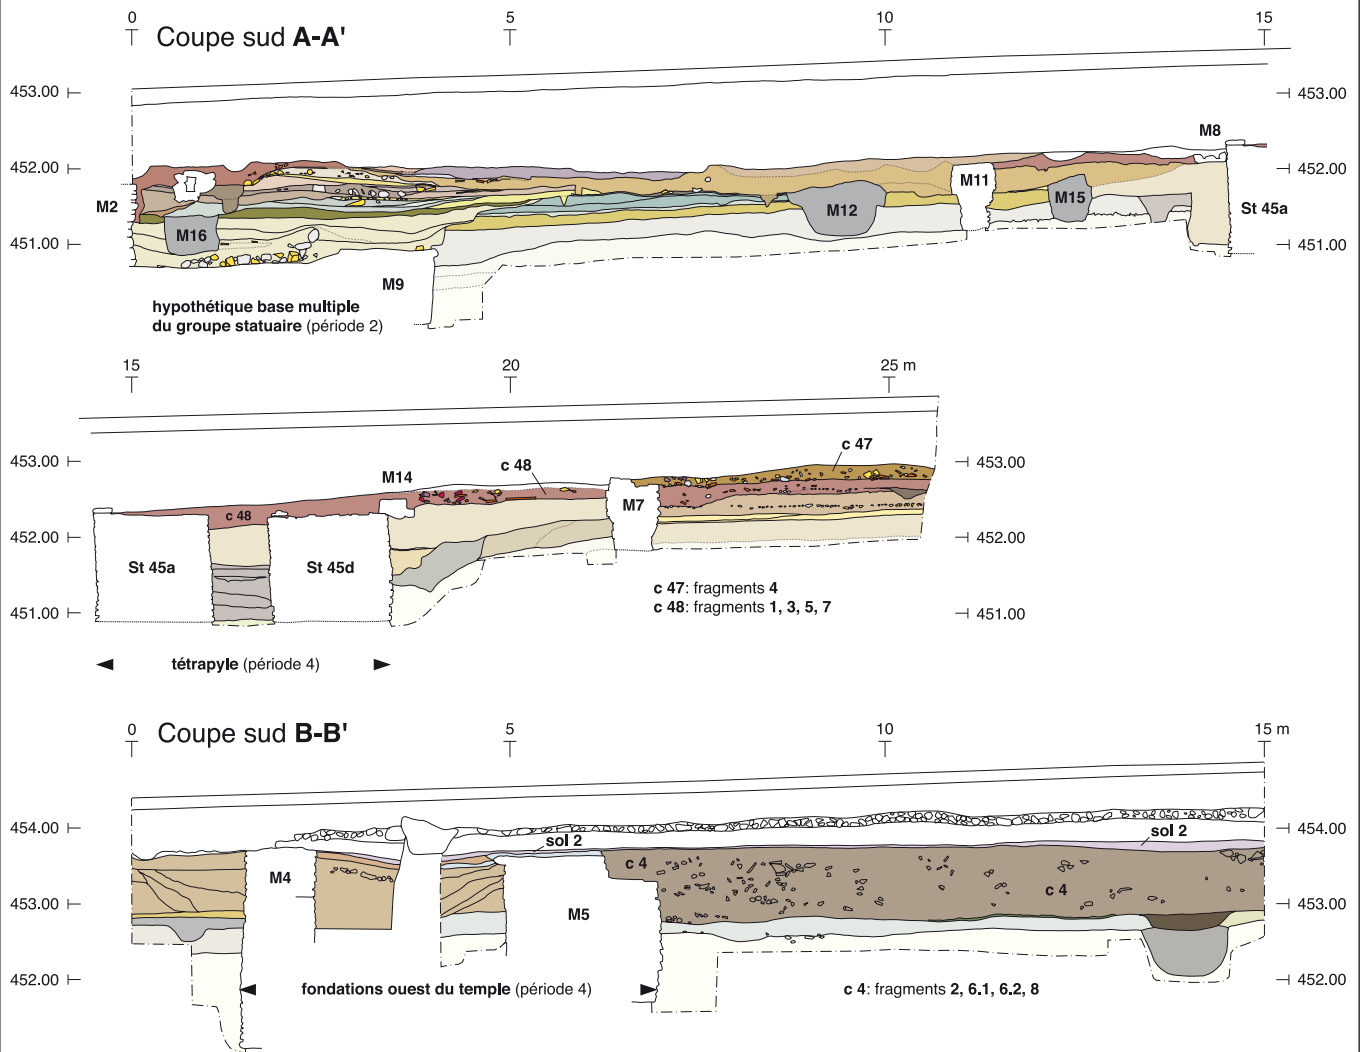 0 5 10 15
Coupe sud A-A'
453.00 453.00
M8
452.00 452.00
M11
M15
M2 M12 St 45a
M16
451.00 451.00
M9
hypothétique base multiple
du groupe statuaire (période 2)
15 20 25 m
c 47
453.00 c 48 453.00
M14
M7
c 48
452.00 452.00
St 45a St 45d
c 47: fragments 4
c 48: fragments 1, 3, 5, 7
451.00 451.00
tétrapyle (période 4)
0 5 10 15 m
Coupe sud B-B'
454.00 454.00
sol 2 sol 2
c 4
M4 c 4
453.00 453.00
M5
452.00 452.00
fondations ouest du temple (période 4) c 4: fragments 2, 6.1, 6.2, 8